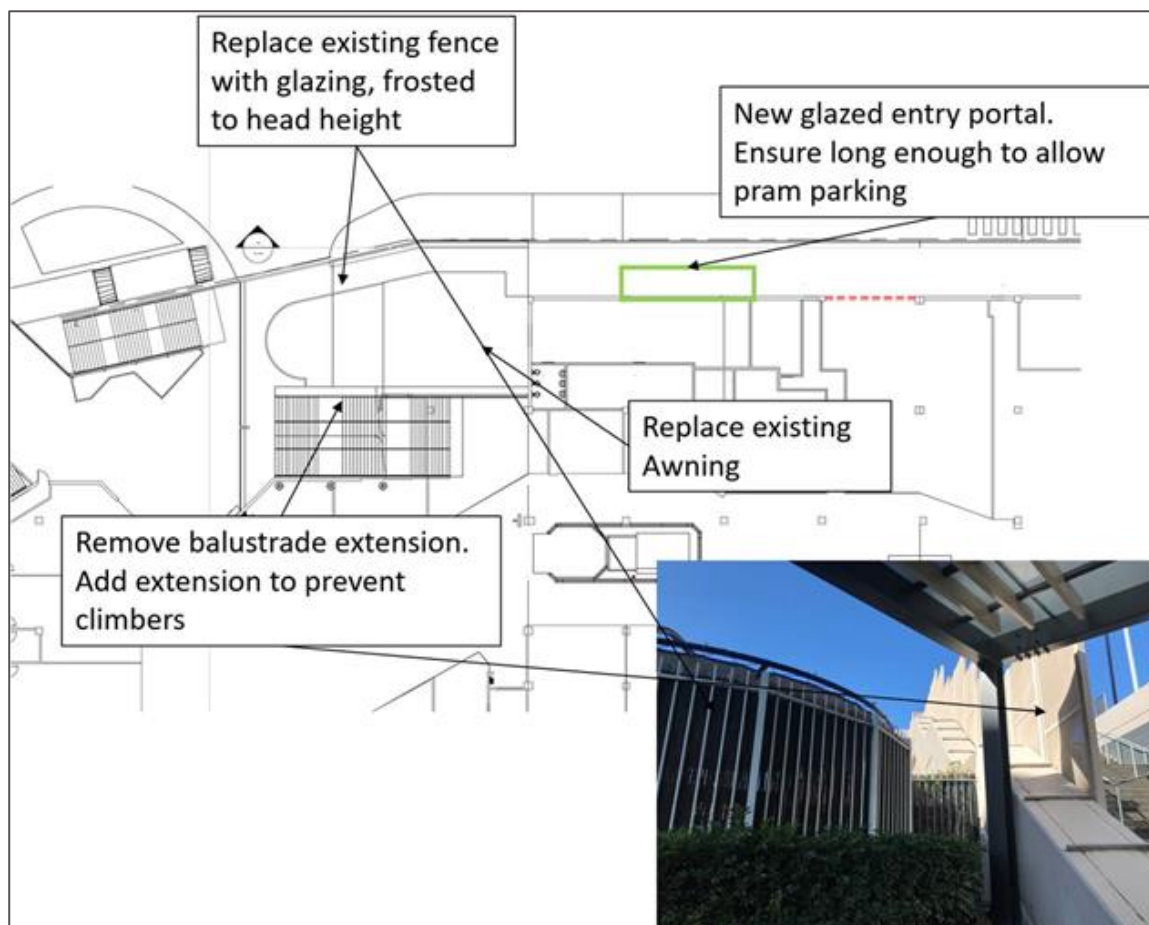 Replace existing fence
with glazing, frosted
to head height
New glazed entry portal.
Ensure long enough to allow
pram parking
Replace existing
Awning
Remove balustrade extension.
Add extension to prevent
climbers